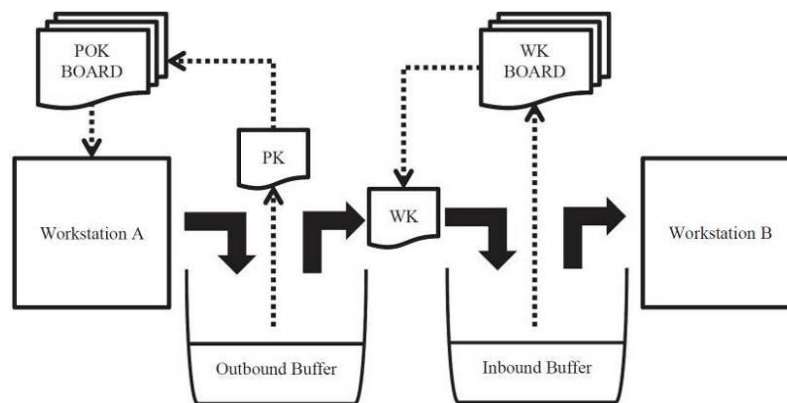 POK
BOARD
WK
BOARD
PK
WK
Workstation A
Workstation B
Outbound Buffer
Inbound Buffer